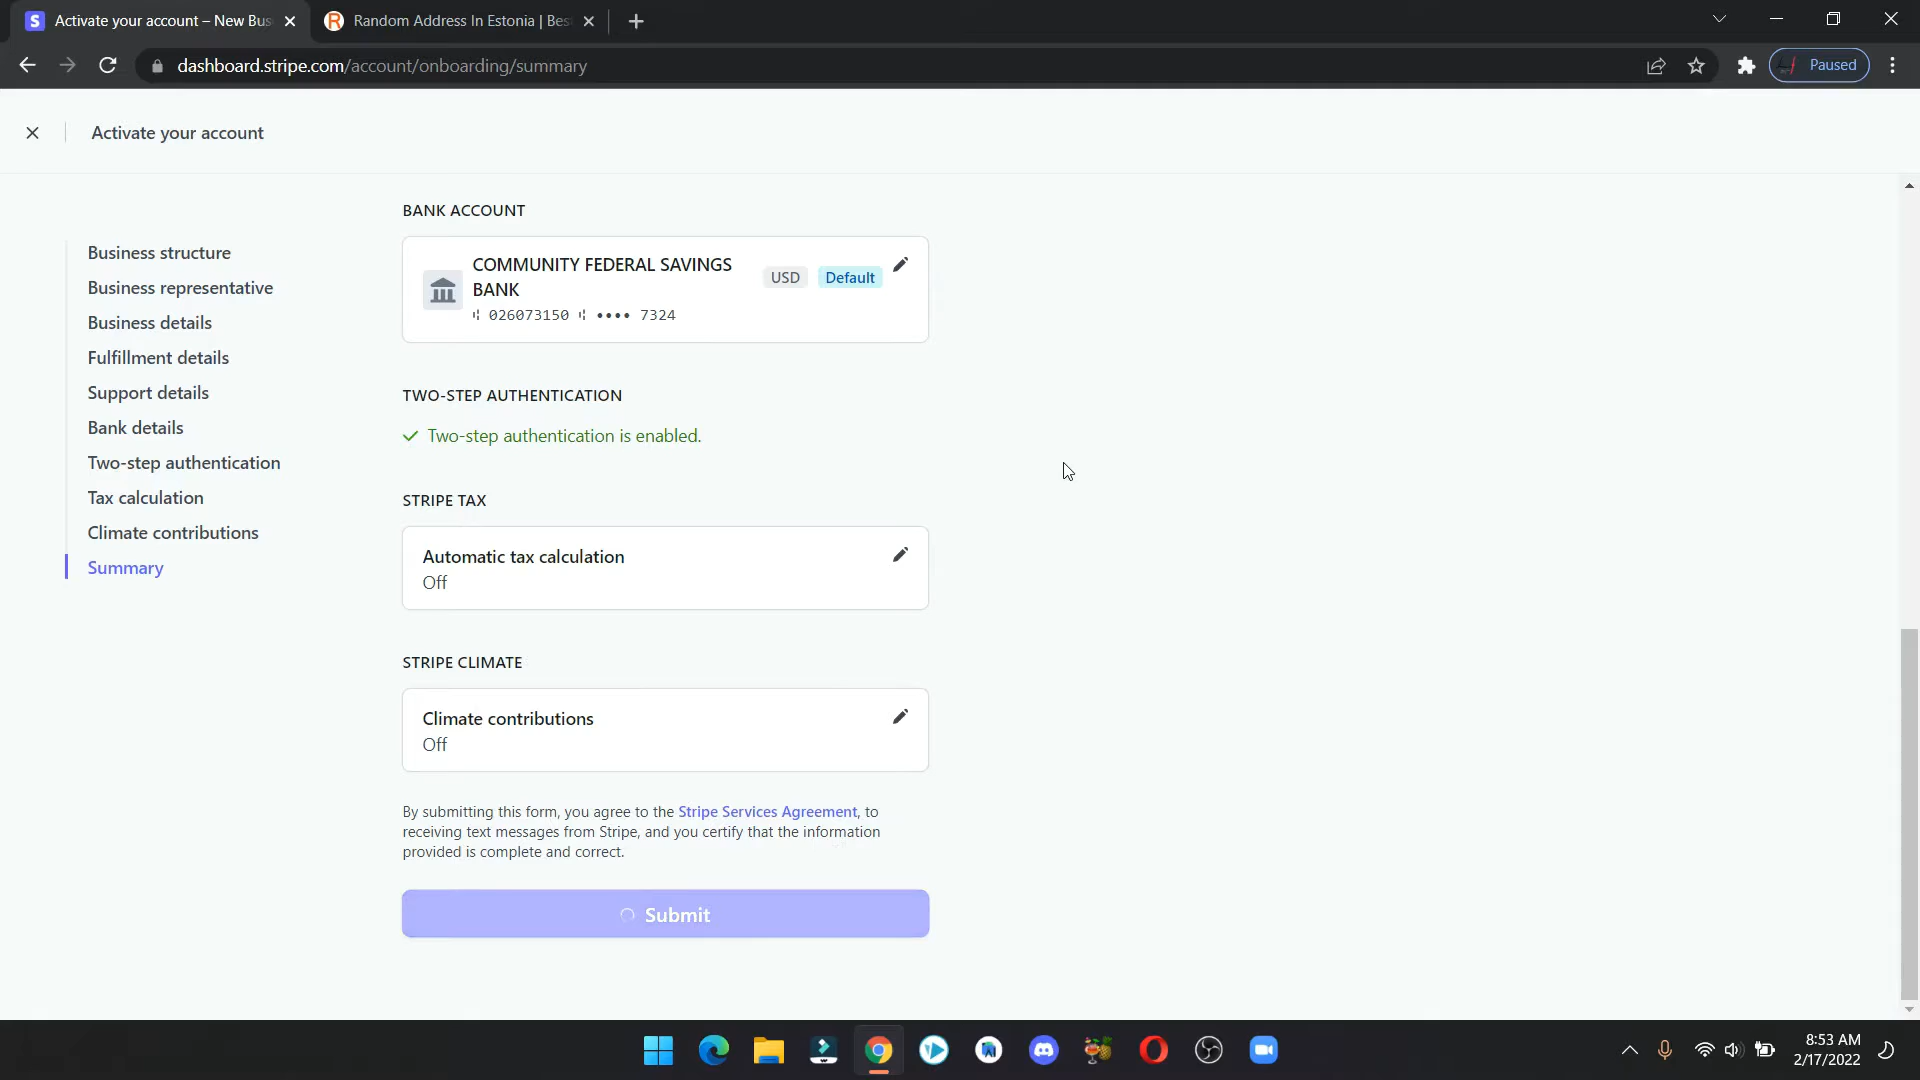 Activate your account – New Bus
Random Address In Estonia | Bes
dashboard.stripe.com/account/onboarding/summary
Paused
Activate your account
Business structure
Business representative
Business details
Fulfillment details
Support details
Bank details
Two-step authentication
Tax calculation
Climate contributions
Summary
BANK ACCOUNT
COMMUNITY FEDERAL SAVINGS
BANK
USD
Default
026073150 •••• 7324
TWO-STEP AUTHENTICATION
Two-step authentication is enabled.
STRIPE TAX
Automatic tax calculation
Off
STRIPE CLIMATE
Climate contributions
Off
By submitting this form, you agree to the Stripe Services Agreement, to
receiving text messages from Stripe, and you certify that the information
provided is complete and correct.
Submit
8:53 AM
2/17/2022